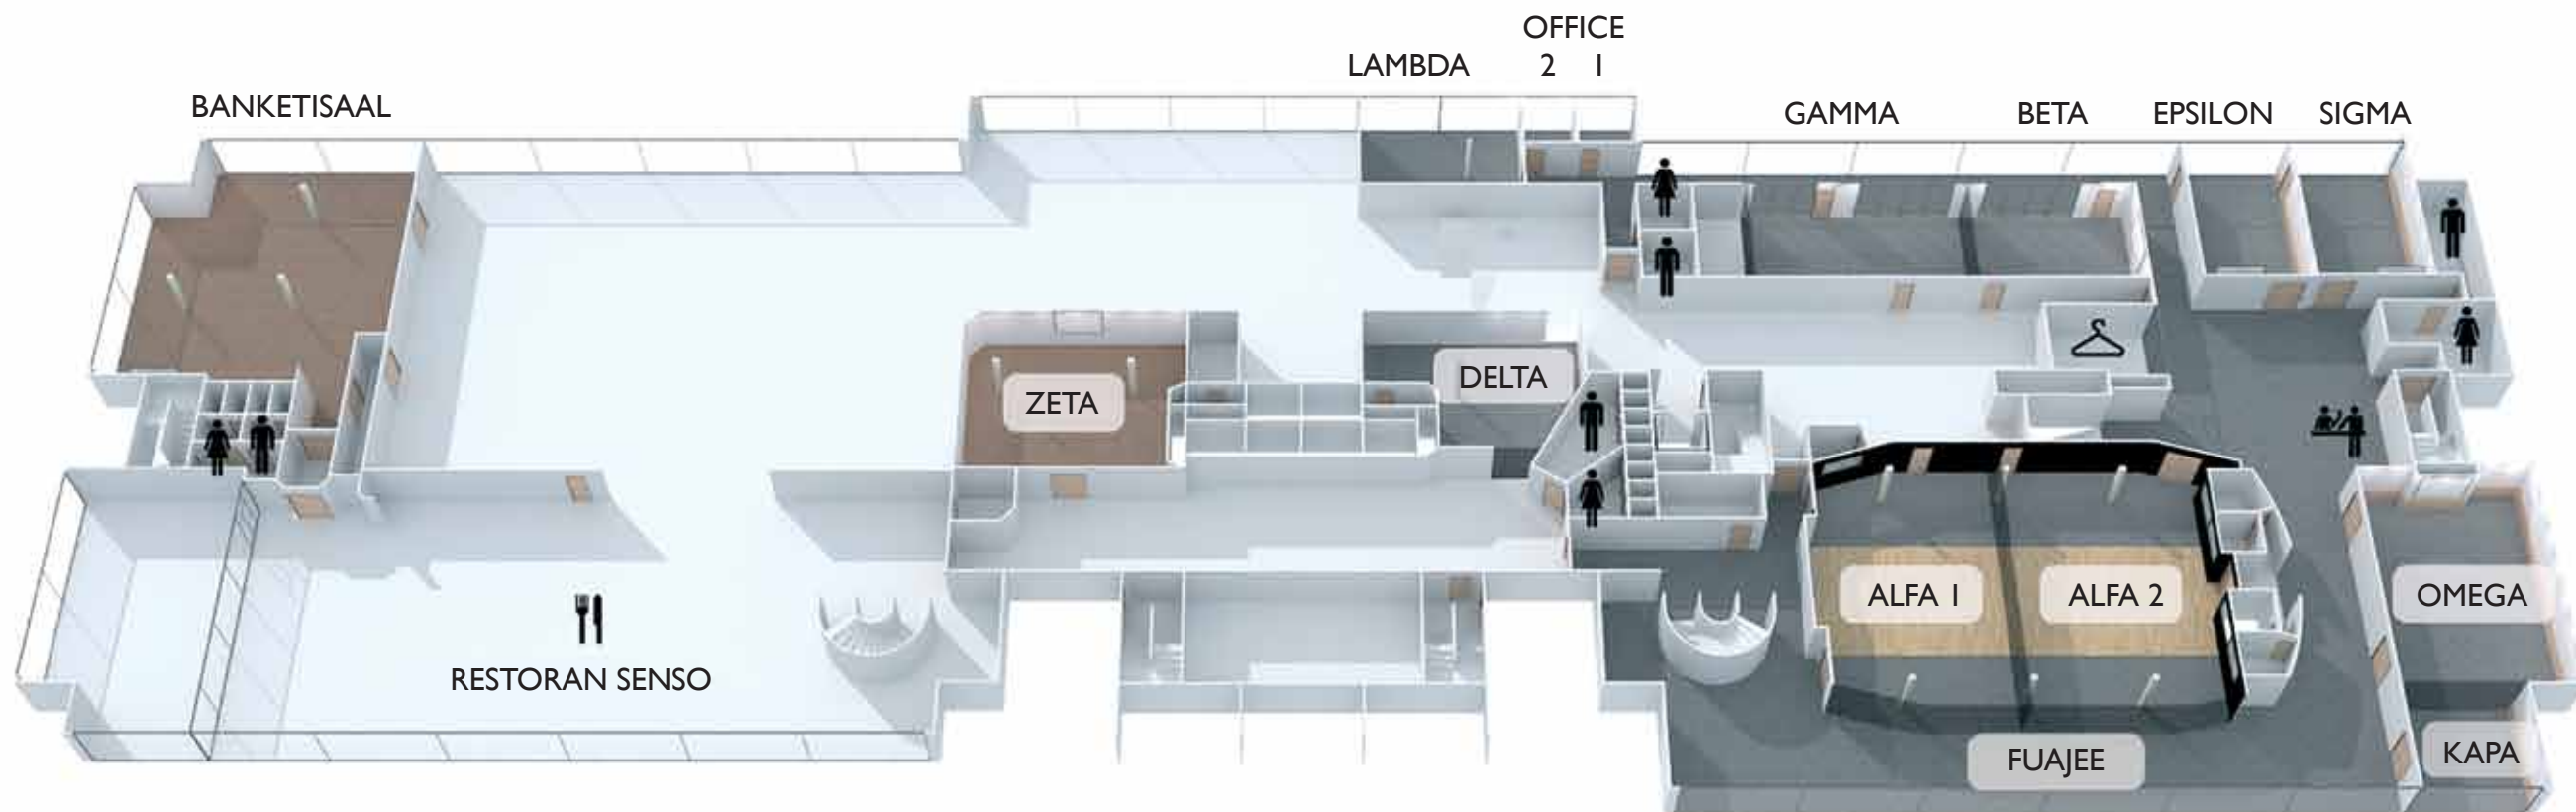 OFFICE
LAMBDA 2 1
BANKETISAAL GAMMA BETA EPSILON SIGMA
DELTA
ZETA
ALFA 1 ALFA 2 OMEGA
RESTORAN SENSO
FUAJEE KAPA